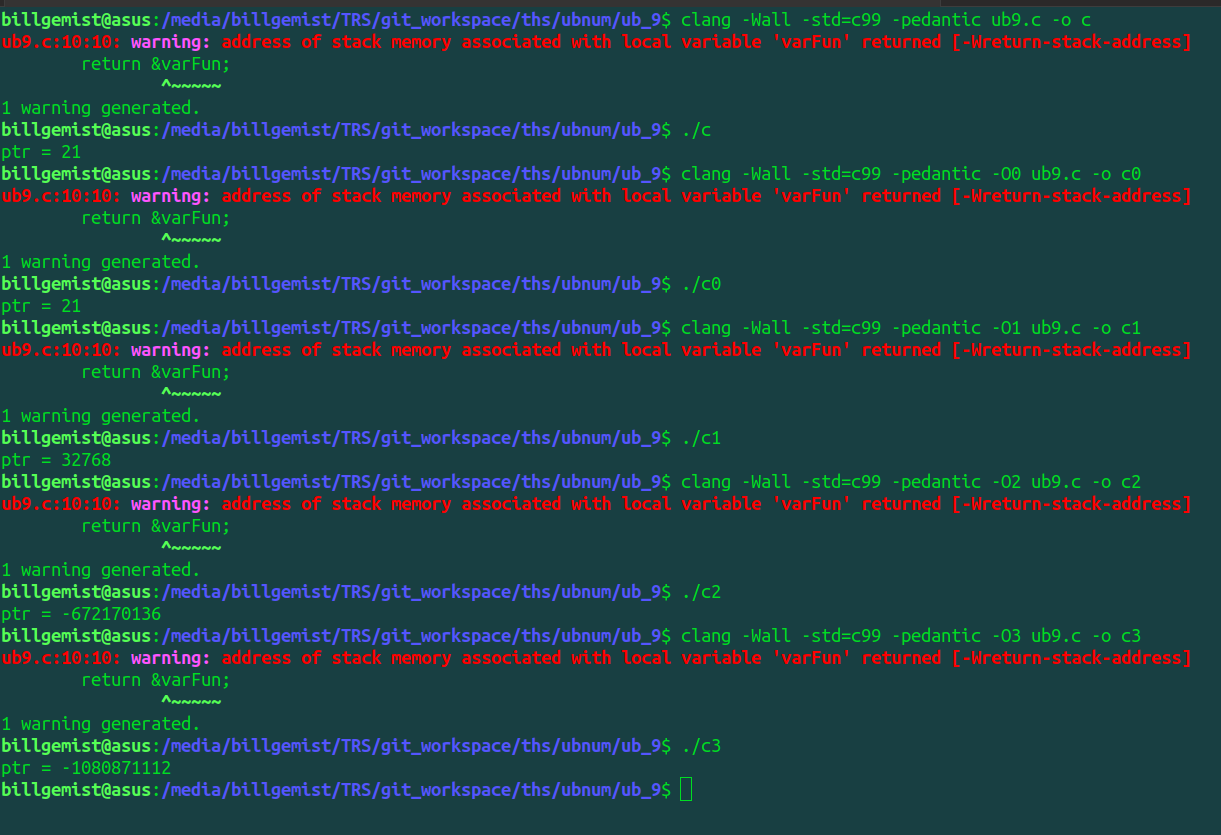 billgemist@asus:/media/billgemist/TRS/git_workspace/ths/ubnum/ub_9$ clang -Wall -std=c99 -pedantic ub9.c -o c
ub9.c:10:10: warning: address of stack memory associated with local variable 'varFun' returned [-Wreturn-stack-address]
        return &varFun;
                ^~~~~~
1 warning generated.
billgemist@asus:/media/billgemist/TRS/git_workspace/ths/ubnum/ub_9$ ./c
ptr = 21
billgemist@asus:/media/billgemist/TRS/git_workspace/ths/ubnum/ub_9$ clang -Wall -std=c99 -pedantic -O0 ub9.c -o c0
ub9.c:10:10: warning: address of stack memory associated with local variable 'varFun' returned [-Wreturn-stack-address]
        return &varFun;
                ^~~~~~
1 warning generated.
billgemist@asus:/media/billgemist/TRS/git_workspace/ths/ubnum/ub_9$ ./c0
ptr = 21
billgemist@asus:/media/billgemist/TRS/git_workspace/ths/ubnum/ub_9$ clang -Wall -std=c99 -pedantic -O1 ub9.c -o c1
ub9.c:10:10: warning: address of stack memory associated with local variable 'varFun' returned [-Wreturn-stack-address]
        return &varFun;
                ^~~~~~
1 warning generated.
billgemist@asus:/media/billgemist/TRS/git_workspace/ths/ubnum/ub_9$ ./c1
ptr = 32768
billgemist@asus:/media/billgemist/TRS/git_workspace/ths/ubnum/ub_9$ clang -Wall -std=c99 -pedantic -O2 ub9.c -o c2
ub9.c:10:10: warning: address of stack memory associated with local variable 'varFun' returned [-Wreturn-stack-address]
        return &varFun;
                ^~~~~~
1 warning generated.
billgemist@asus:/media/billgemist/TRS/git_workspace/ths/ubnum/ub_9$ ./c2
ptr = -672170136
billgemist@asus:/media/billgemist/TRS/git_workspace/ths/ubnum/ub_9$ clang -Wall -std=c99 -pedantic -O3 ub9.c -o c3
ub9.c:10:10: warning: address of stack memory associated with local variable 'varFun' returned [-Wreturn-stack-address]
        return &varFun;
                ^~~~~~
1 warning generated.
billgemist@asus:/media/billgemist/TRS/git_workspace/ths/ubnum/ub_9$ ./c3
ptr = -1080871112
billgemist@asus:/media/billgemist/TRS/git_workspace/ths/ubnum/ub_9$